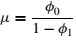 μ = ϕ₀ / (1 − ϕ₁)